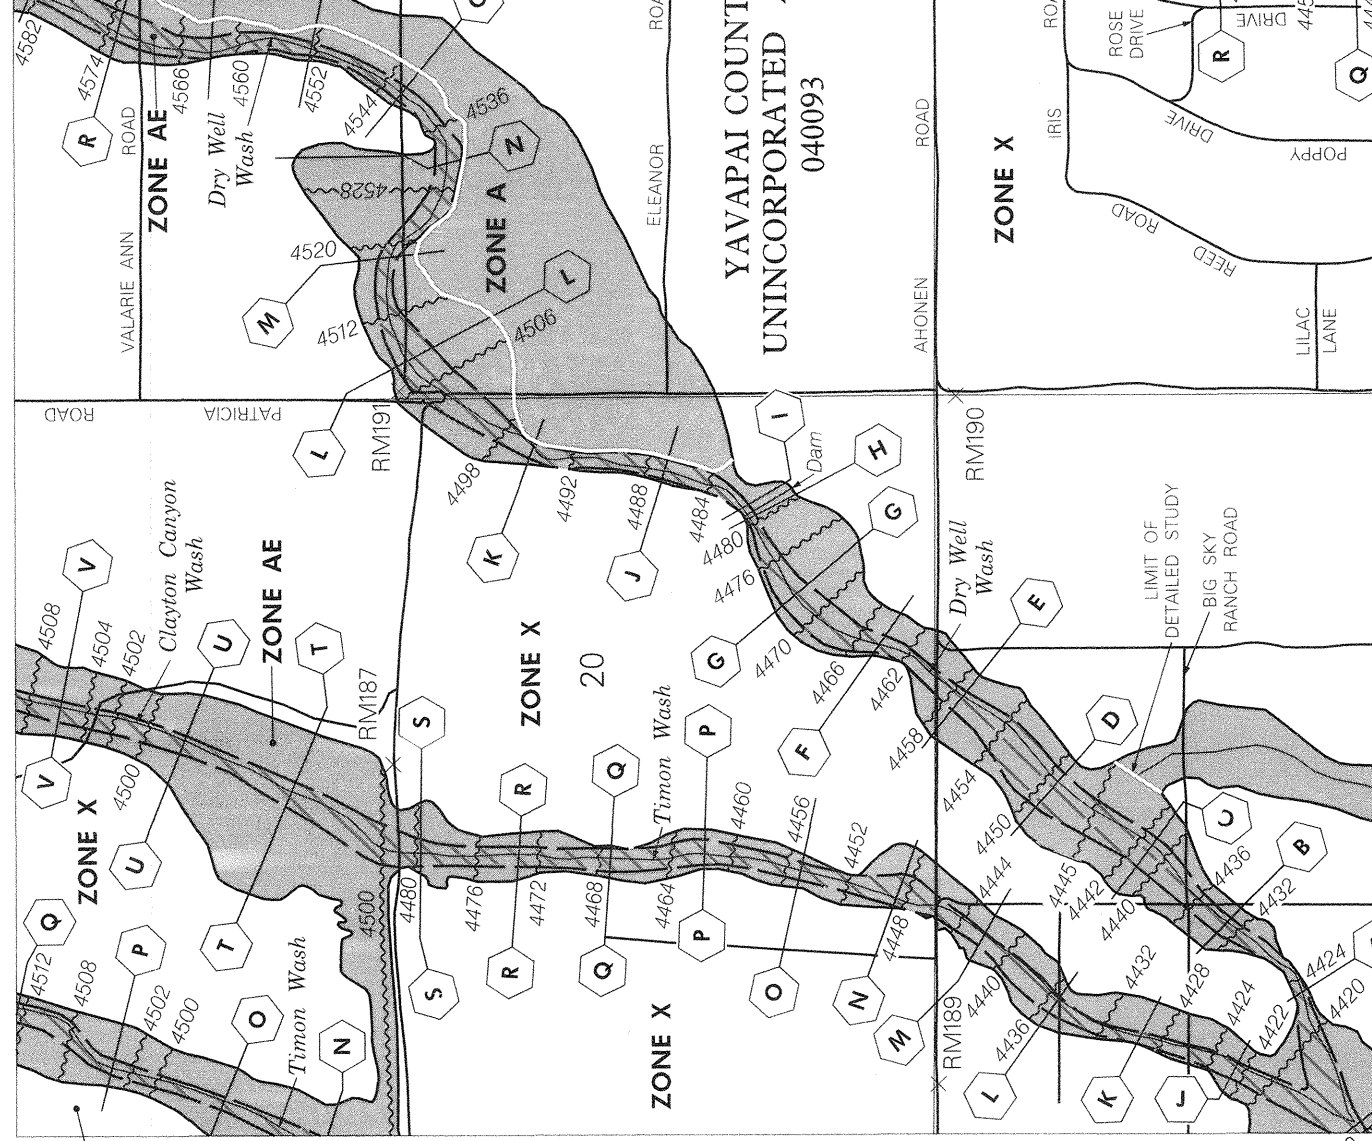 4582
4574
R
VALARIE ANN ROAD
ZONE AE
4566
Dry Well
Wash
4560
4552
4544
4536
N
4528
4520
M
4512
ZONE A
L
4506
ELEANOR
YAVAPAI COUNT
UNINCORPORATED
040093
AHONEN
ROAD
ZONE X
IRIS
ROSE
DRIVE
DRIVE
R
Q
DRIVE
POPPY
ROAD
REED
LILAC
LANE
ROAD
PATRICIA
L
RM191
4498
K
4492
4488
J
4484
I
Dam
H
G
4480
4476
G
4470
4466
F
4462
4458
4454
RM190
Dry Well
Wash
E
LIMIT OF
DETAILED STUDY
BIG SKY
RANCH ROAD
D
4450
4445
4442
4440
C
4436
B
4432
4424
4420
V
4508
4504
4502
Clayton Canyon
Wash
U
ZONE AE
T
RM187
S
V
4500
ZONE X
U
T
4500
4480
S
4476
R
R
4472
4468
Q
Q
ZONE X
20
Timon Wash
P
4464
P
4460
4456
O
4452
4448
N
M
4444
4440
4436
L
RM189
4432
K
4428
4424
4422
J
ZONE X
Q
4512
4508
P
4502
4500
O
Timon Wash
N